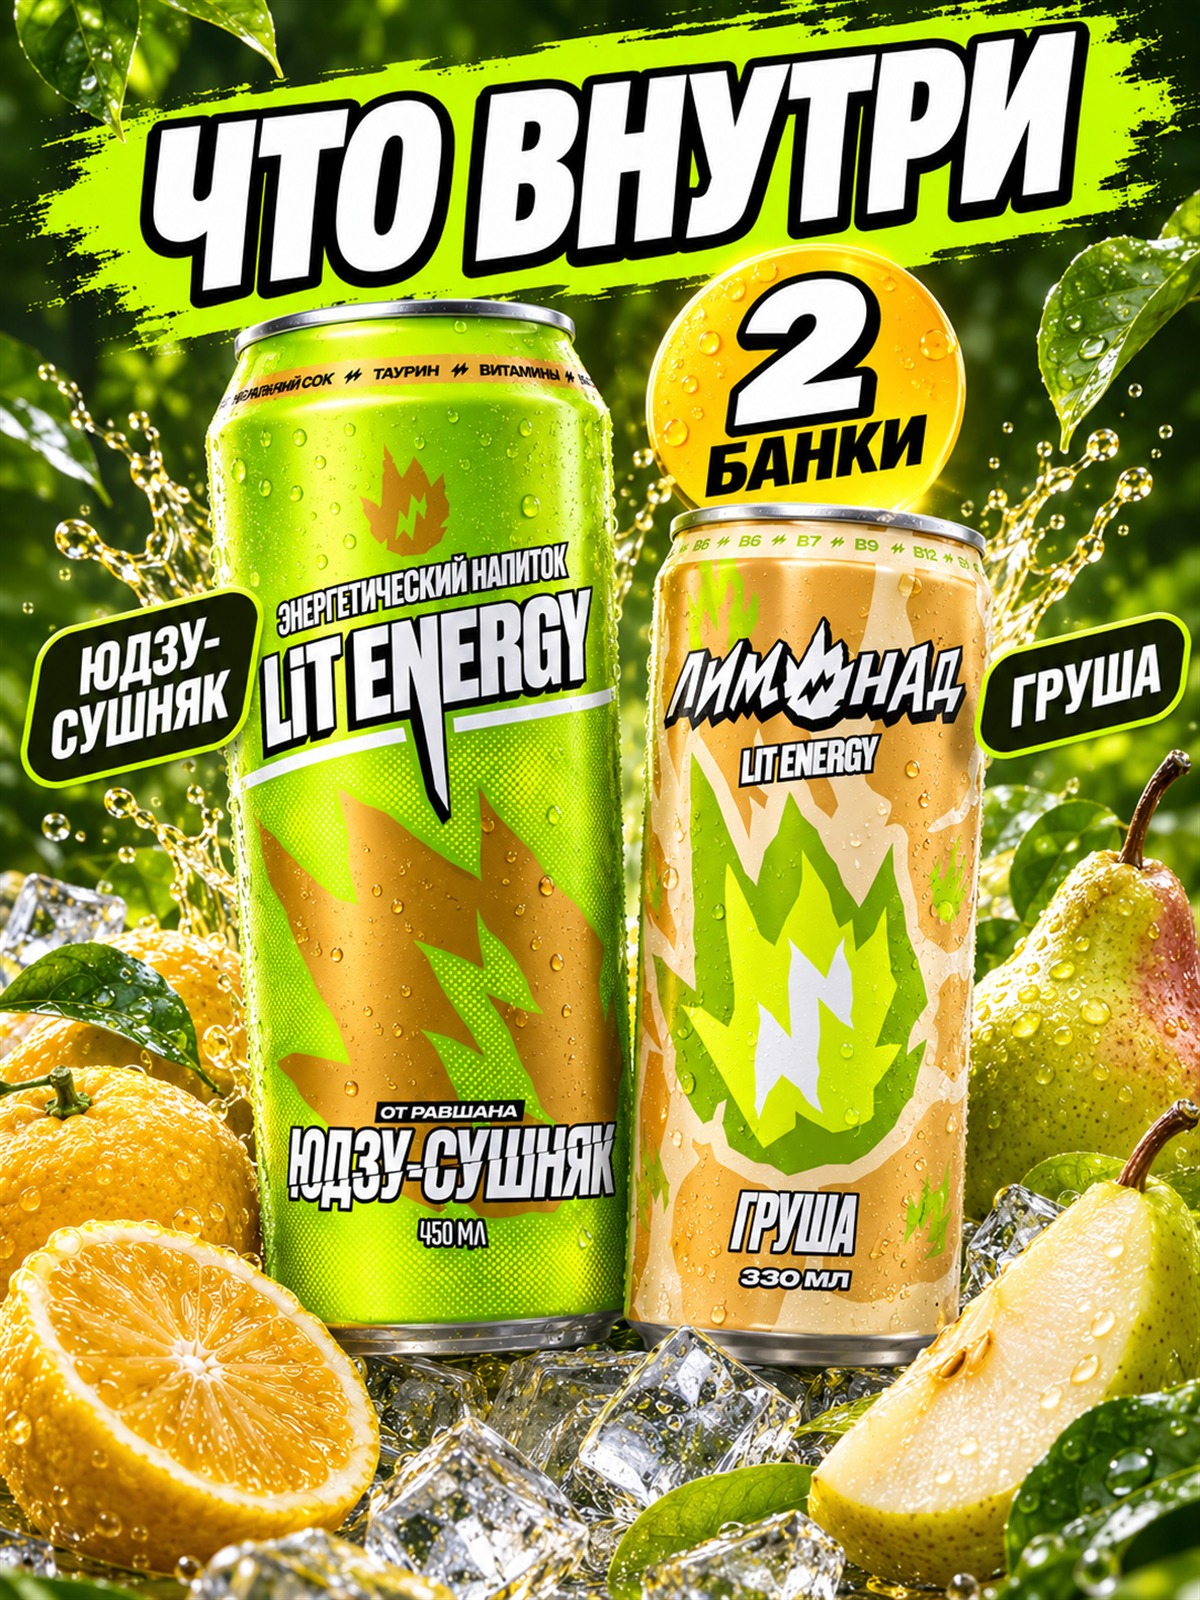 ЧТО ВНУТРИ
2
БАНКИ
СОК ТАУРИН ВИТАМИНЫ
ЭНЕРГЕТИЧЕСКИЙ НАПИТОК
LIT ENERGY
ЮДЗУ-
СУШНЯК
B6 B6 B7 B9 B12
ЛИМОНАД
LIT ENERGY
ГРУША
ОТ РАВШАНА
ЮДЗУ-СУШНЯК
450 МЛ
ГРУША
330 МЛ